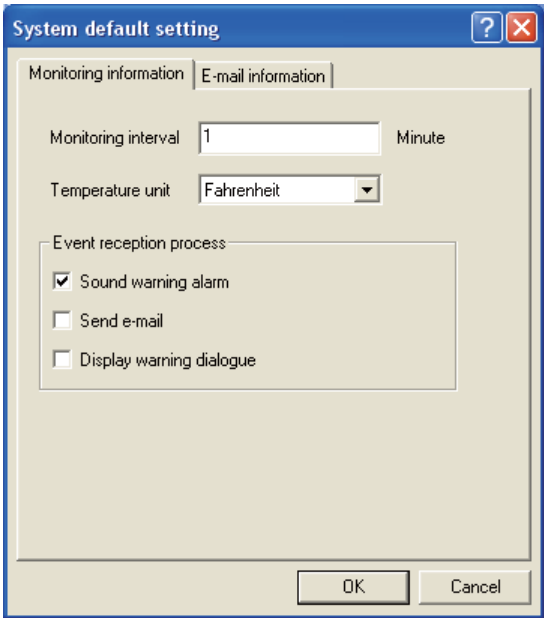 System default setting
Monitoring information E-mail information
Monitoring interval 1 Minute
Temperature unit Fahrenheit
Event reception process
Sound warning alarm
Send e-mail
Display warning dialogue
OK Cancel